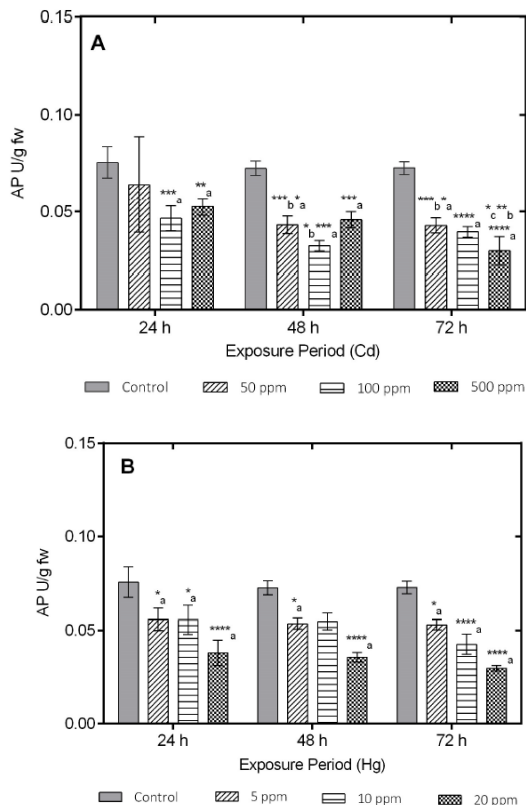 A
0.15
0.10
0.05
0.00
AP U/g fw
***a
**a
***b*a
*b***a
***a
***b*a
****a
*c**b
****a
24 h 48 h 72 h
Exposure Period (Cd)
Control 50 ppm 100 ppm 500 ppm
B
0.15
0.10
0.05
0.00
AP U/g fw
*a
*a
****a
*a
****a
*a
****a
****a
24 h 48 h 72 h
Exposure Period (Hg)
Control 5 ppm 10 ppm 20 ppm